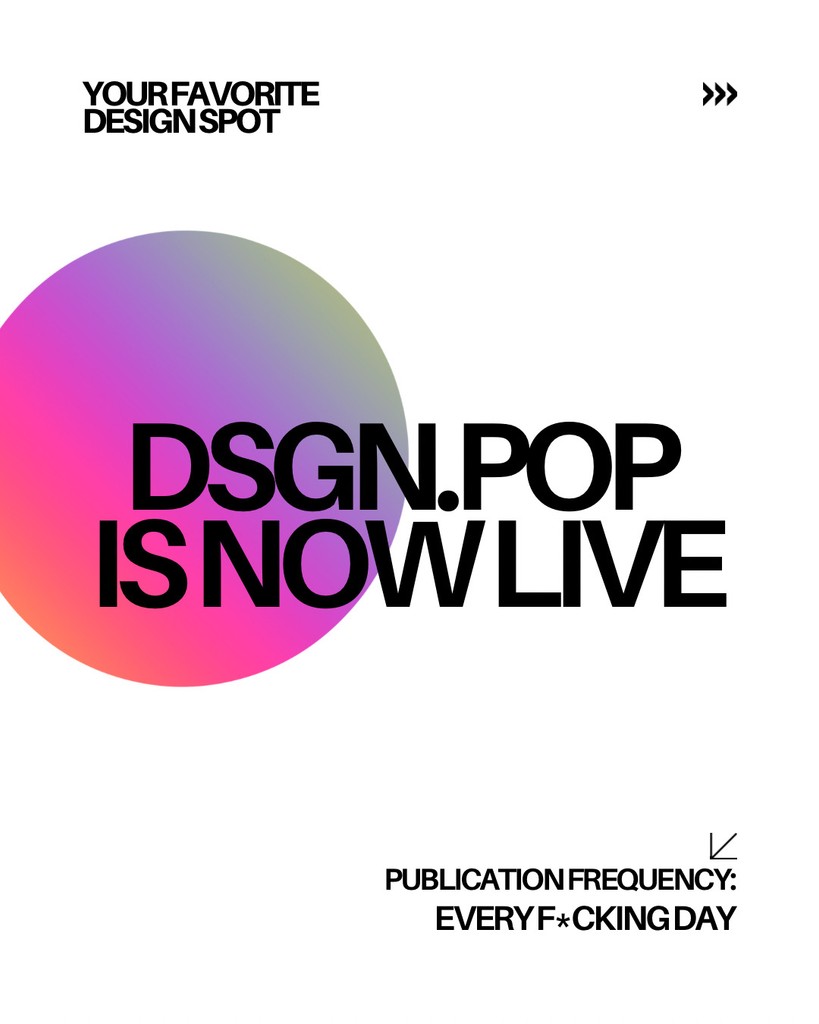 YOUR FAVORITE
DESIGN SPOT
>>>
DSGN.POP
IS NOW LIVE
PUBLICATION FREQUENCY:
EVERY F*CKING DAY